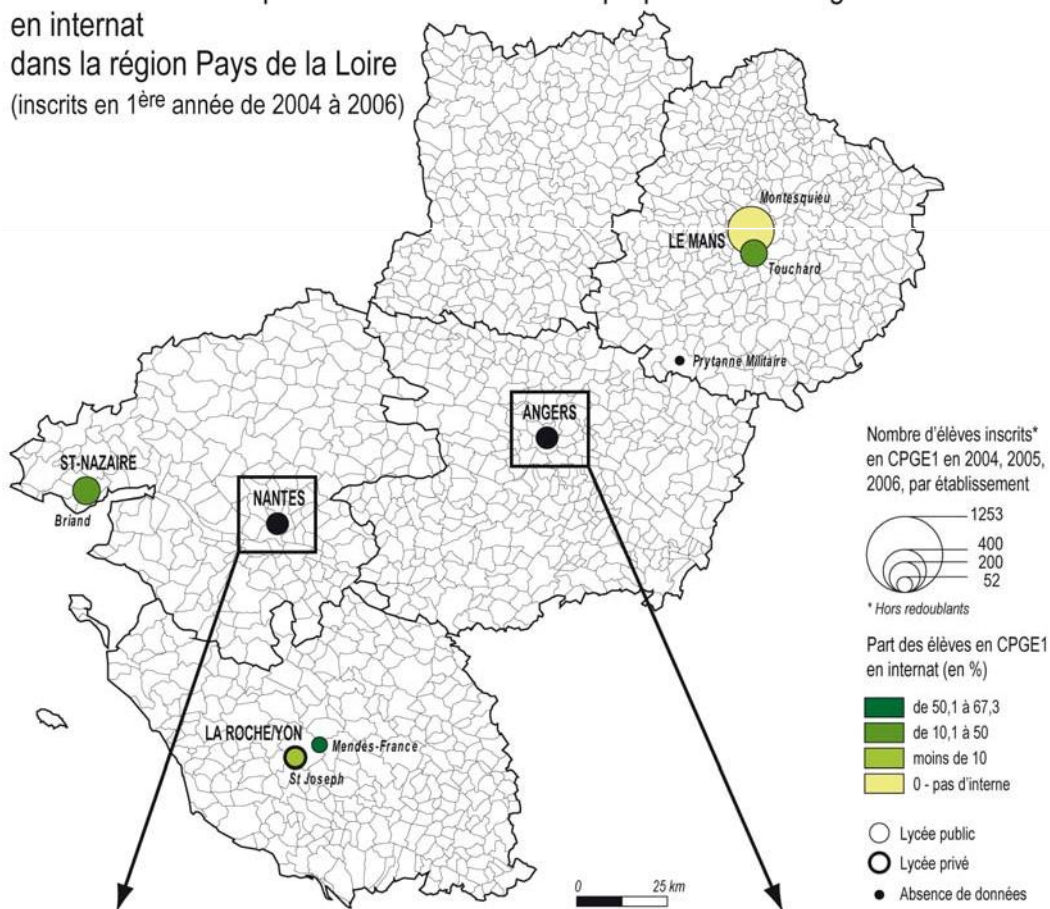 en internat
dans la région Pays de la Loire
(inscrits en 1ère année de 2004 à 2006)
Montesquieu
LE MANS
Touchard
Prytanne Militaire
ANGERS
ST-NAZAIRE
Briand
NANTES
LA ROCHE/YON
Mendès-France
St Joseph
Nombre d'élèves inscrits*
en CPGE1 en 2004, 2005,
2006, par établissement
1253
400
200
52
* Hors redoublants
Part des élèves en CPGE1
en internat (en %)
de 50,1 à 67,3
de 10,1 à 50
moins de 10
0 - pas d'interne
Lycée public
Lycée privé
Absence de données
0 25 km